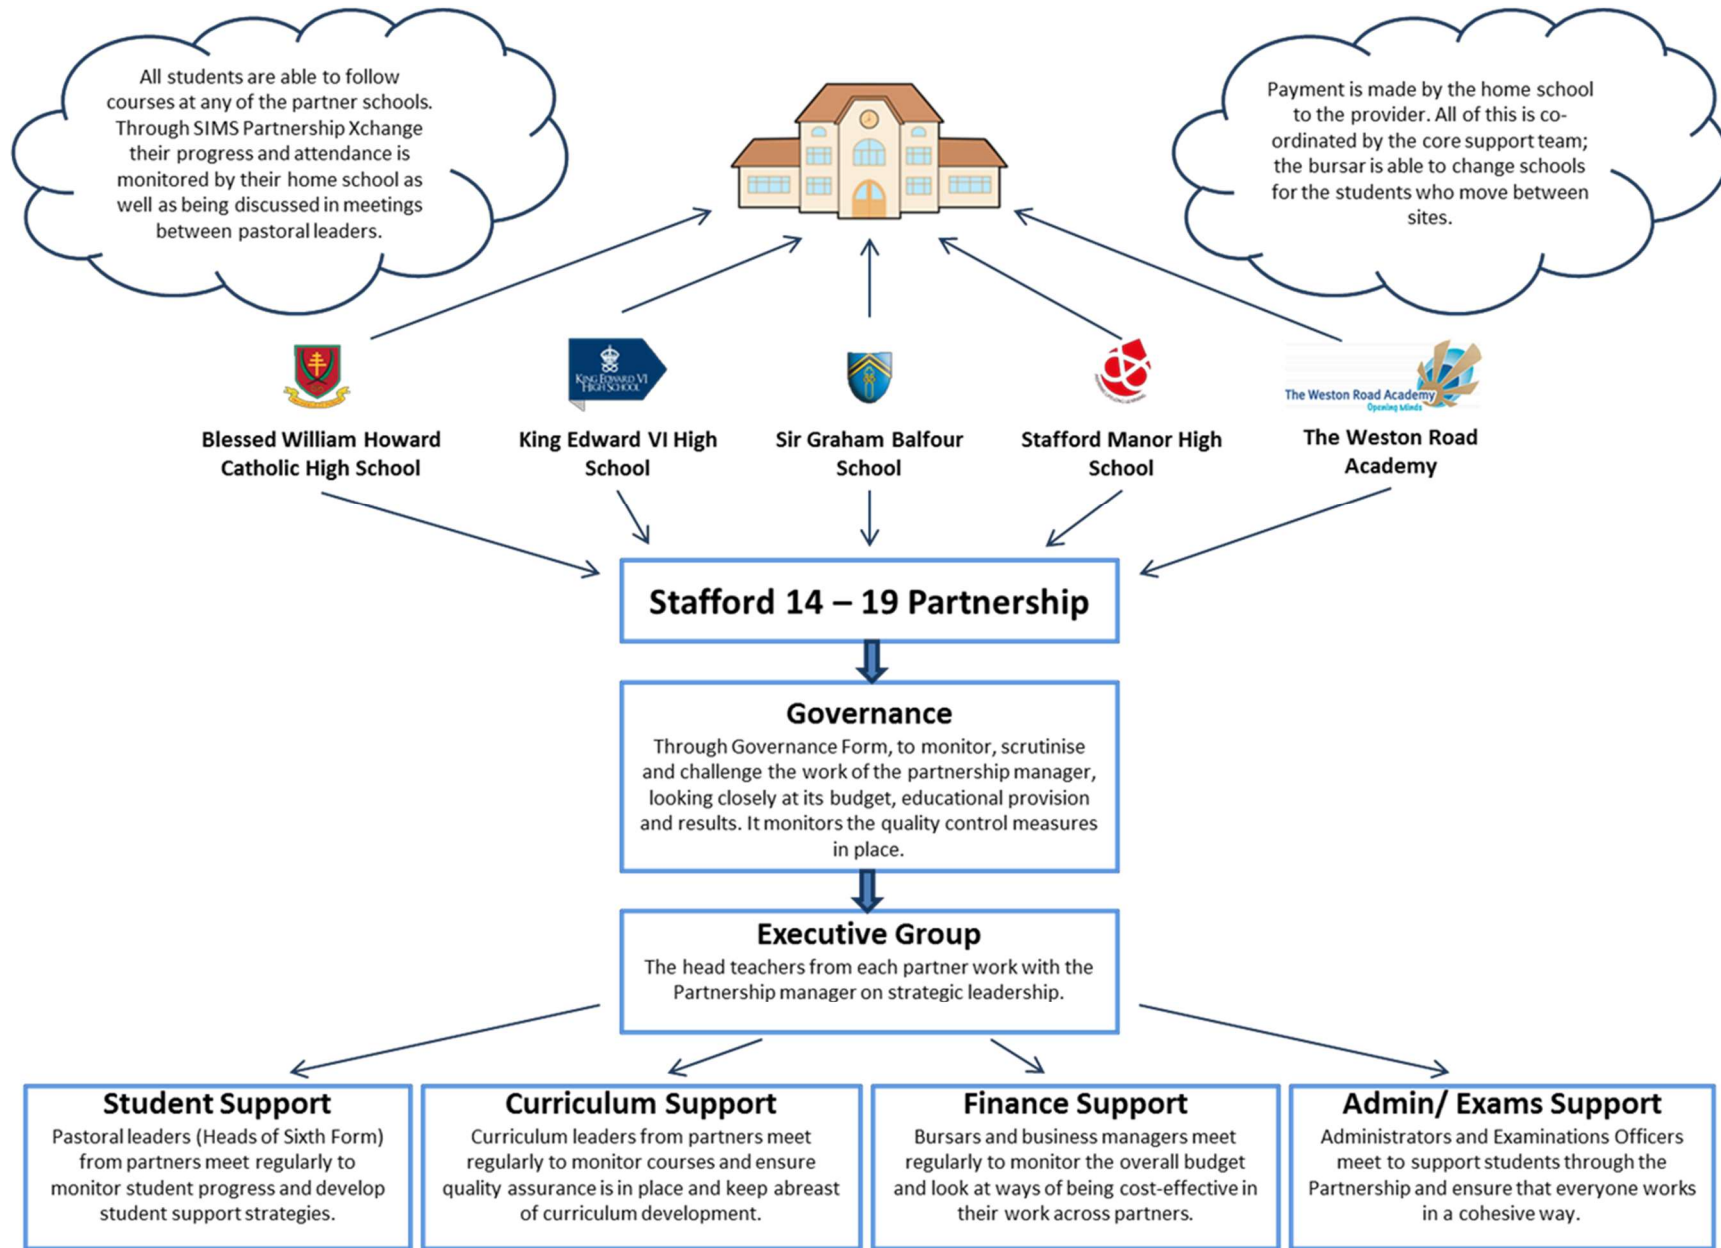 All students are able to follow
courses at any of the partner schools.
Through SIMS Partnership Xchange
their progress and attendance is
monitored by their home school as
well as being discussed in meetings
between pastoral leaders.
Payment is made by the home school
to the provider. All of this is co-
ordinated by the core support team;
the bursar is able to change schools
for the students who move between
sites.
KING EDWARD VI
HIGH SCHOOL
The Weston Road Academy
Opening Minds
Blessed William Howard
Catholic High School
King Edward VI High
School
Sir Graham Balfour
School
Stafford Manor High
School
The Weston Road
Academy
Stafford 14 – 19 Partnership
Governance
Through Governance Form, to monitor, scrutinise
and challenge the work of the partnership manager,
looking closely at its budget, educational provision
and results. It monitors the quality control measures
in place.
Executive Group
The head teachers from each partner work with the
Partnership manager on strategic leadership.
Student Support
Pastoral leaders (Heads of Sixth Form)
from partners meet regularly to
monitor student progress and develop
student support strategies.
Curriculum Support
Curriculum leaders from partners meet
regularly to monitor courses and ensure
quality assurance is in place and keep abreast
of curriculum development.
Finance Support
Bursars and business managers meet
regularly to monitor the overall budget
and look at ways of being cost-effective in
their work across partners.
Admin/ Exams Support
Administrators and Examinations Officers
meet to support students through the
Partnership and ensure that everyone works
in a cohesive way.